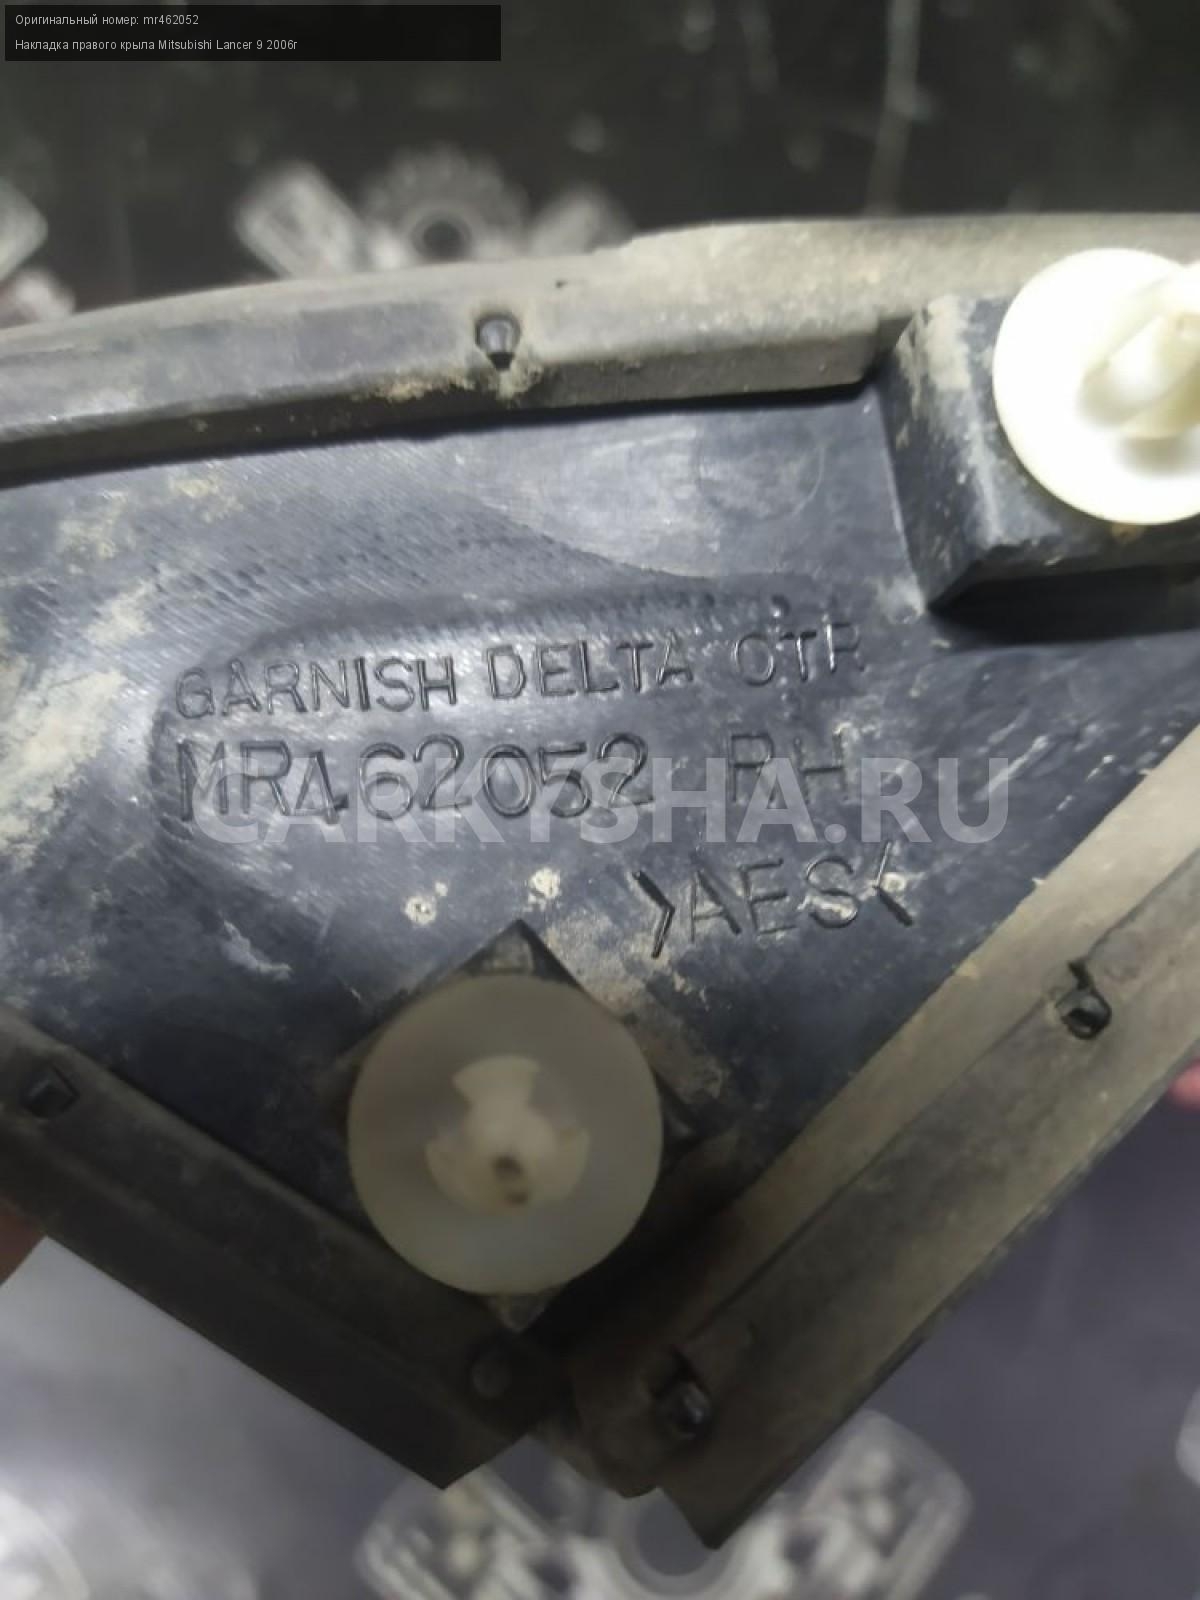 Оригинальный номер: mr462052
Накладка правого крыла Mitsubishi Lancer 9 2006г
GARNISH DELTA OTR
MR462052 RH
CARKYSHA.RU
>AES<